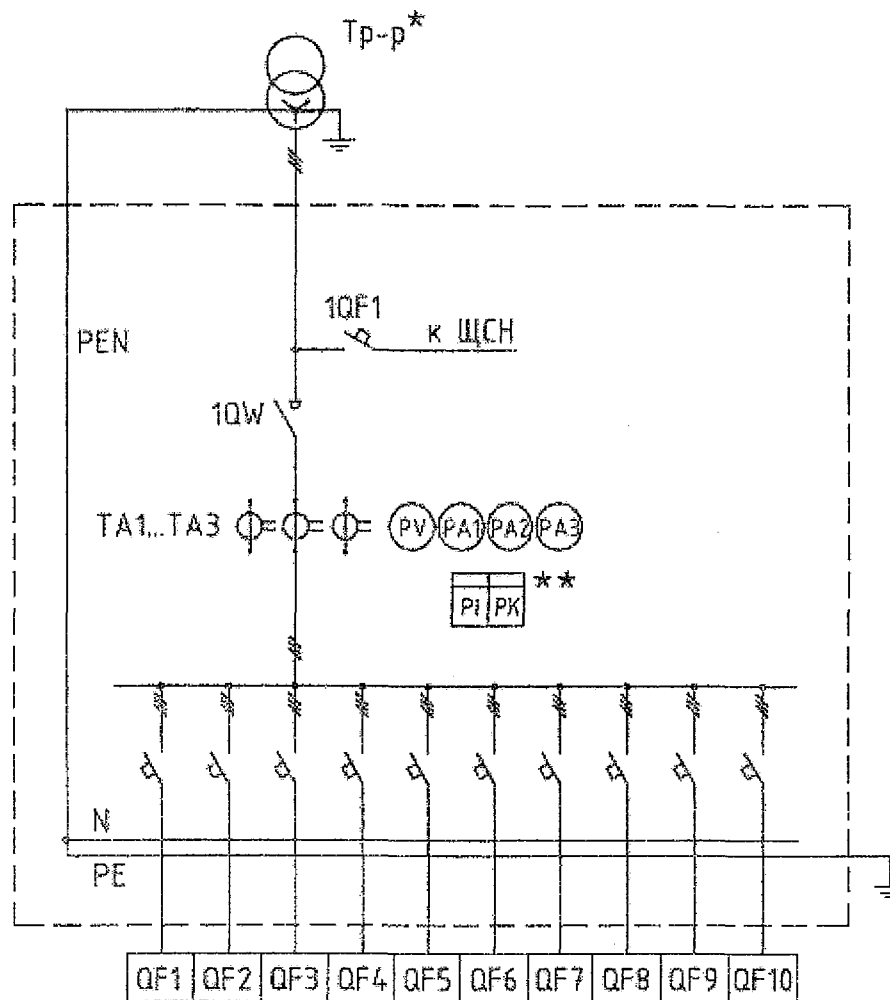 Тр-р*
1QF1
к ЩСН
PEN
1QW
TA1...TA3
PV PA1 PA2 PA3
PI PK **
N
PE
QF1 QF2 QF3 QF4 QF5 QF6 QF7 QF8 QF9 QF10